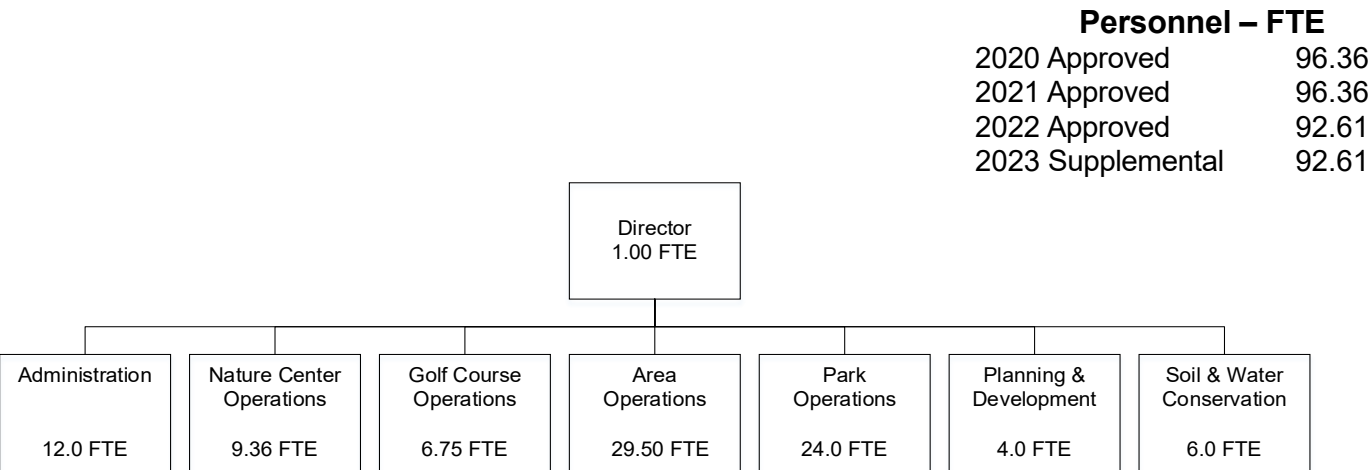 Personnel – FTE
2020 Approved 96.36
2021 Approved 96.36
2022 Approved 92.61
2023 Supplemental 92.61
Director
1.00 FTE
Administration
12.0 FTE
Nature Center
Operations
9.36 FTE
Golf Course
Operations
6.75 FTE
Area
Operations
29.50 FTE
Park
Operations
24.0 FTE
Planning &
Development
4.0 FTE
Soil & Water
Conservation
6.0 FTE